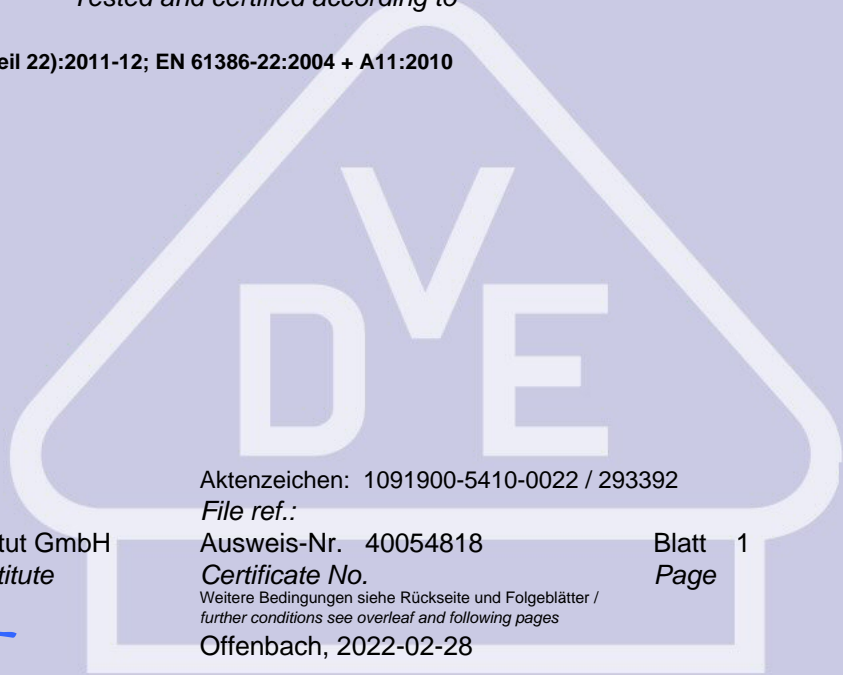 Tested and certified according to
eil 22):2011-12; EN 61386-22:2004 + A11:2010
VDE
Aktenzeichen: 1091900-5410-0022 / 293392
File ref.:
tut GmbH Ausweis-Nr. 40054818 Blatt 1
titute Certificate No. Page
Weitere Bedingungen siehe Rückseite und Folgeblätter /
further conditions see overleaf and following pages
Offenbach, 2022-02-28